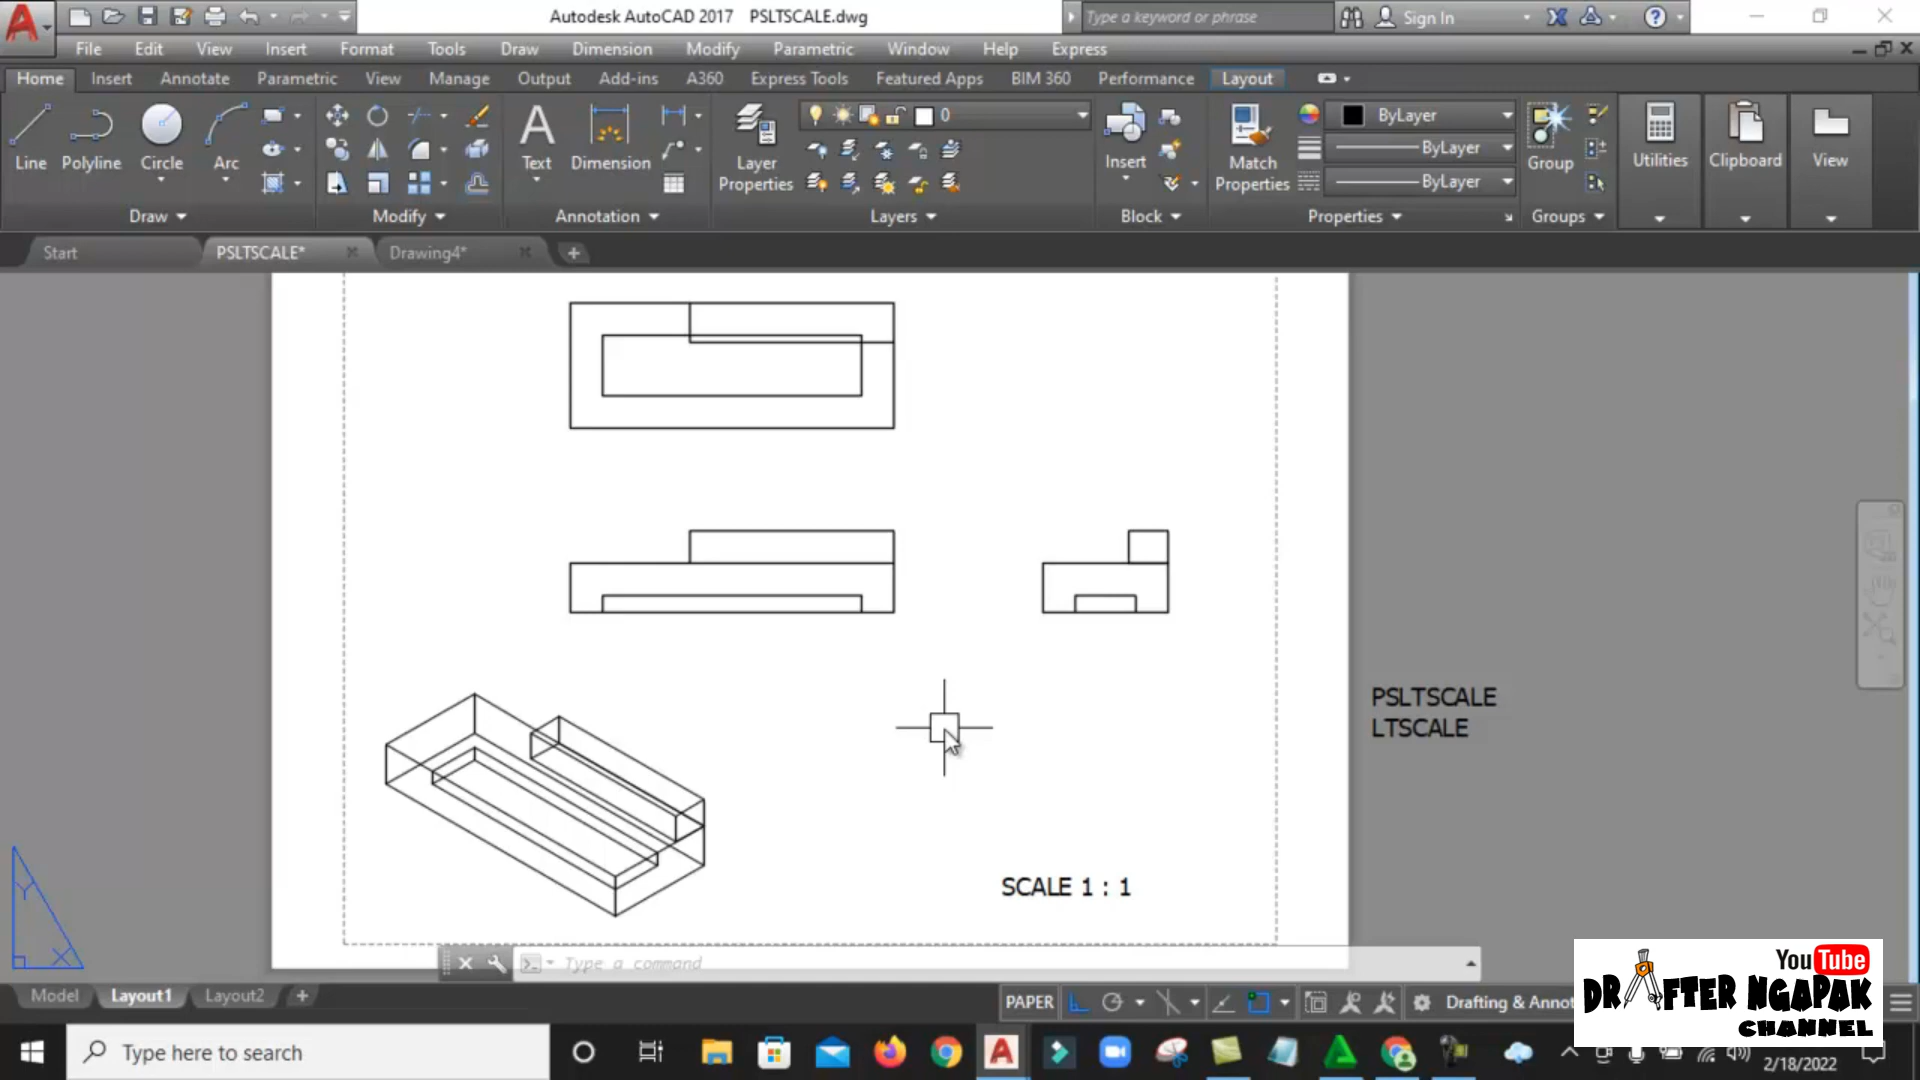 Autodesk AutoCAD 2017 PSLTSCALE.dwg
Type a keyword or phrase
Sign In
File Edit View Insert Format Tools Draw Dimension Modify Parametric Window Help Express
Home Insert Annotate Parametric View Manage Output Add-ins A360 Express Tools Featured Apps BIM 360 Performance Layout
0
ByLayer
ByLayer
ByLayer
Line Polyline Circle Arc
Text Dimension
Layer Properties
Insert
Match Properties
Group
Utilities
Clipboard
View
Draw Modify Annotation Layers Block Properties Groups
Start PSLTSCALE* Drawing4*
PSLTSCALE
LTSCALE
SCALE 1 : 1
Type a command
Model Layout1 Layout2
PAPER
Drafting & Anno
YouTube
DRAFTER NGAPAK
CHANNEL
Type here to search
2/18/2022